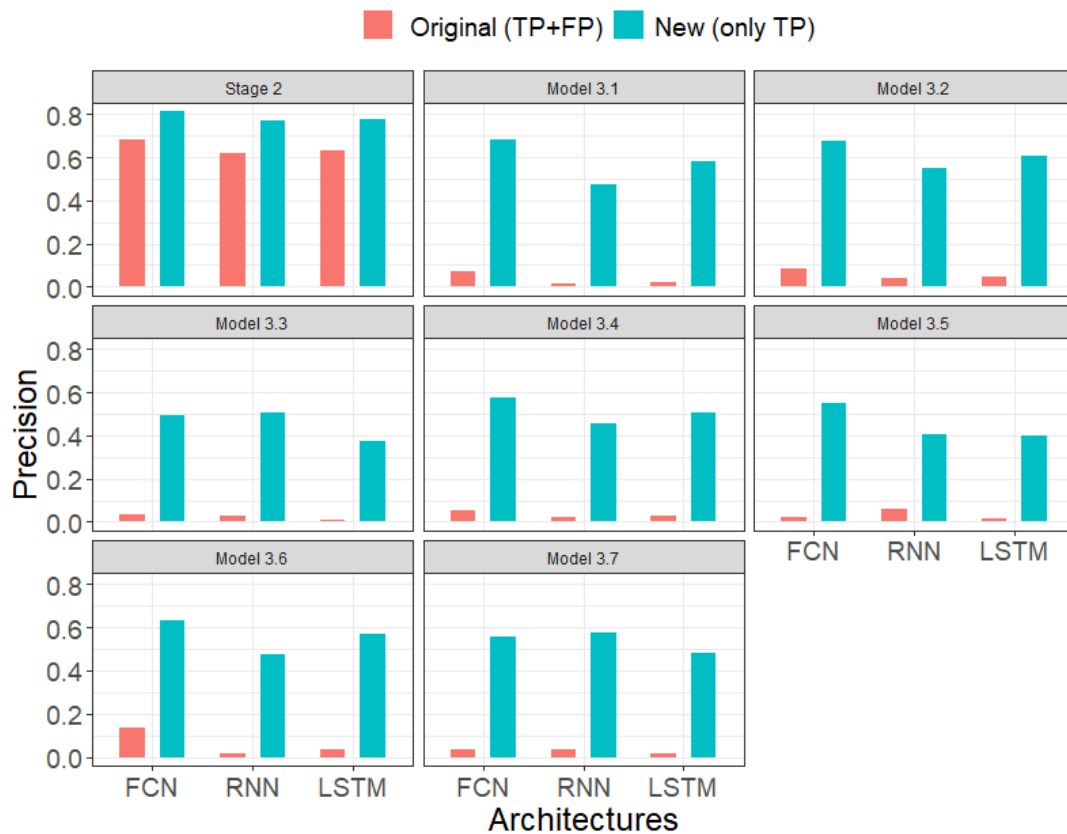 Original (TP+FP) New (only TP)
Stage 2 Model 3.1 Model 3.2
0.8
0.6
0.4
0.2
0.0
Model 3.3 Model 3.4 Model 3.5
0.8
0.6
0.4
0.2
0.0
Precision
FCN RNN LSTM
Model 3.6 Model 3.7
0.8
0.6
0.4
0.2
0.0
FCN RNN LSTM FCN RNN LSTM
Architectures